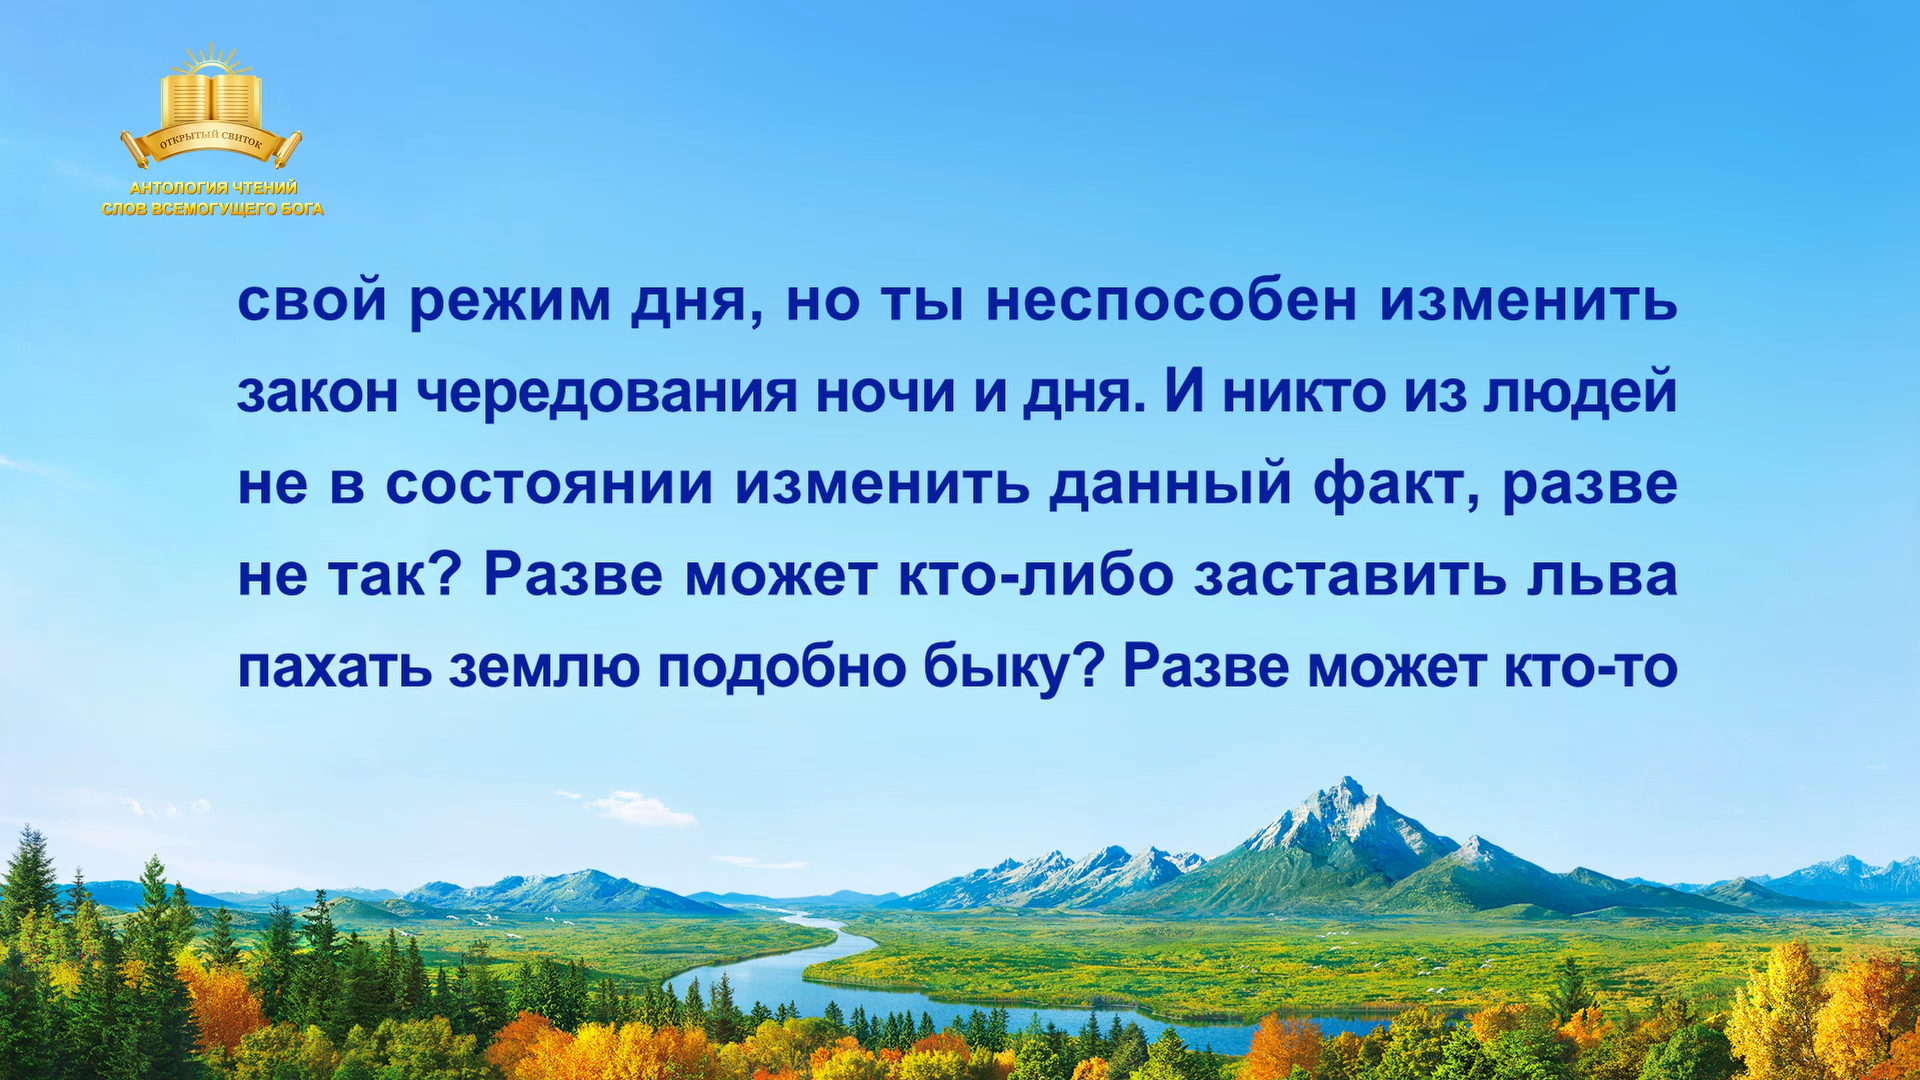 ОТКРЫТЫЙ СВИТОК
АНТОЛОГИЯ ЧТЕНИЙ
СЛОВ ВСЕМОГУЩЕГО БОГА
свой режим дня, но ты неспособен изменить
закон чередования ночи и дня. И никто из людей
не в состоянии изменить данный факт, разве
не так? Разве может кто-либо заставить льва
пахать землю подобно быку? Разве может кто-то